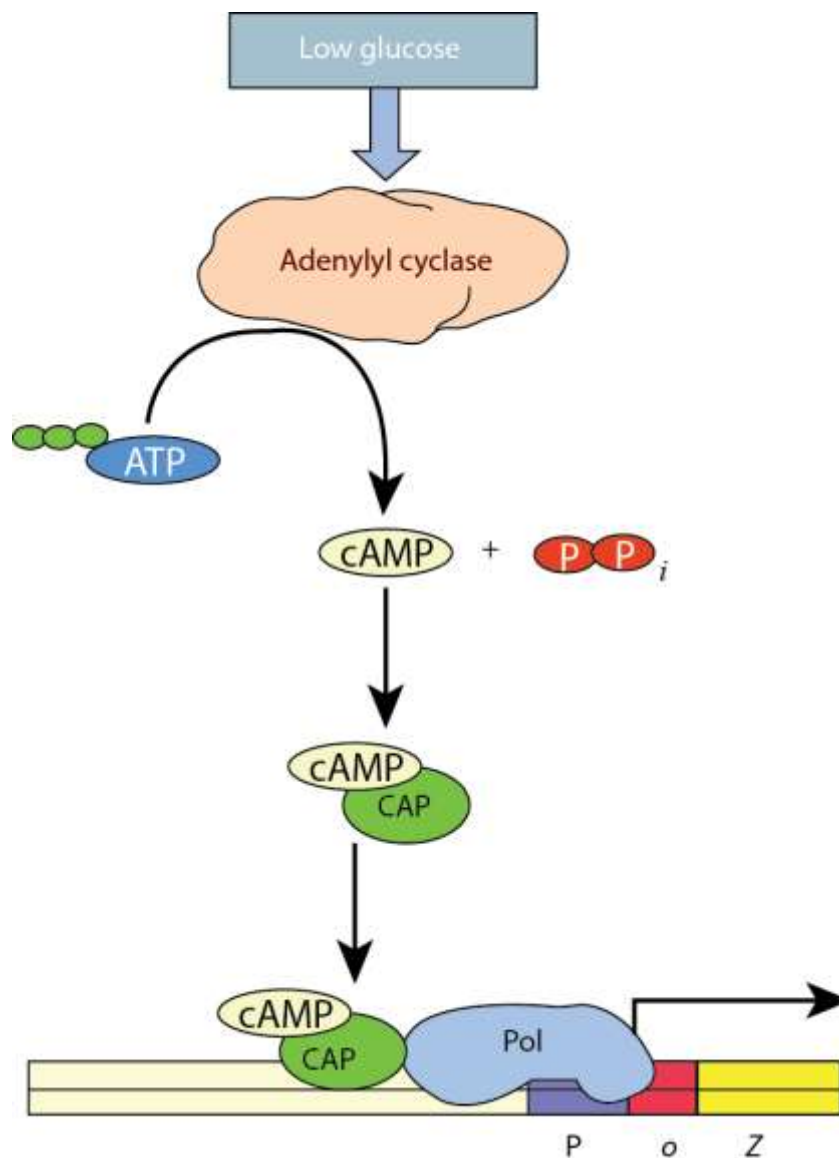 Low glucose
Adenylyl cyclase
ATP
cAMP + P P i
cAMP
CAP
cAMP
CAP
Pol
P o Z